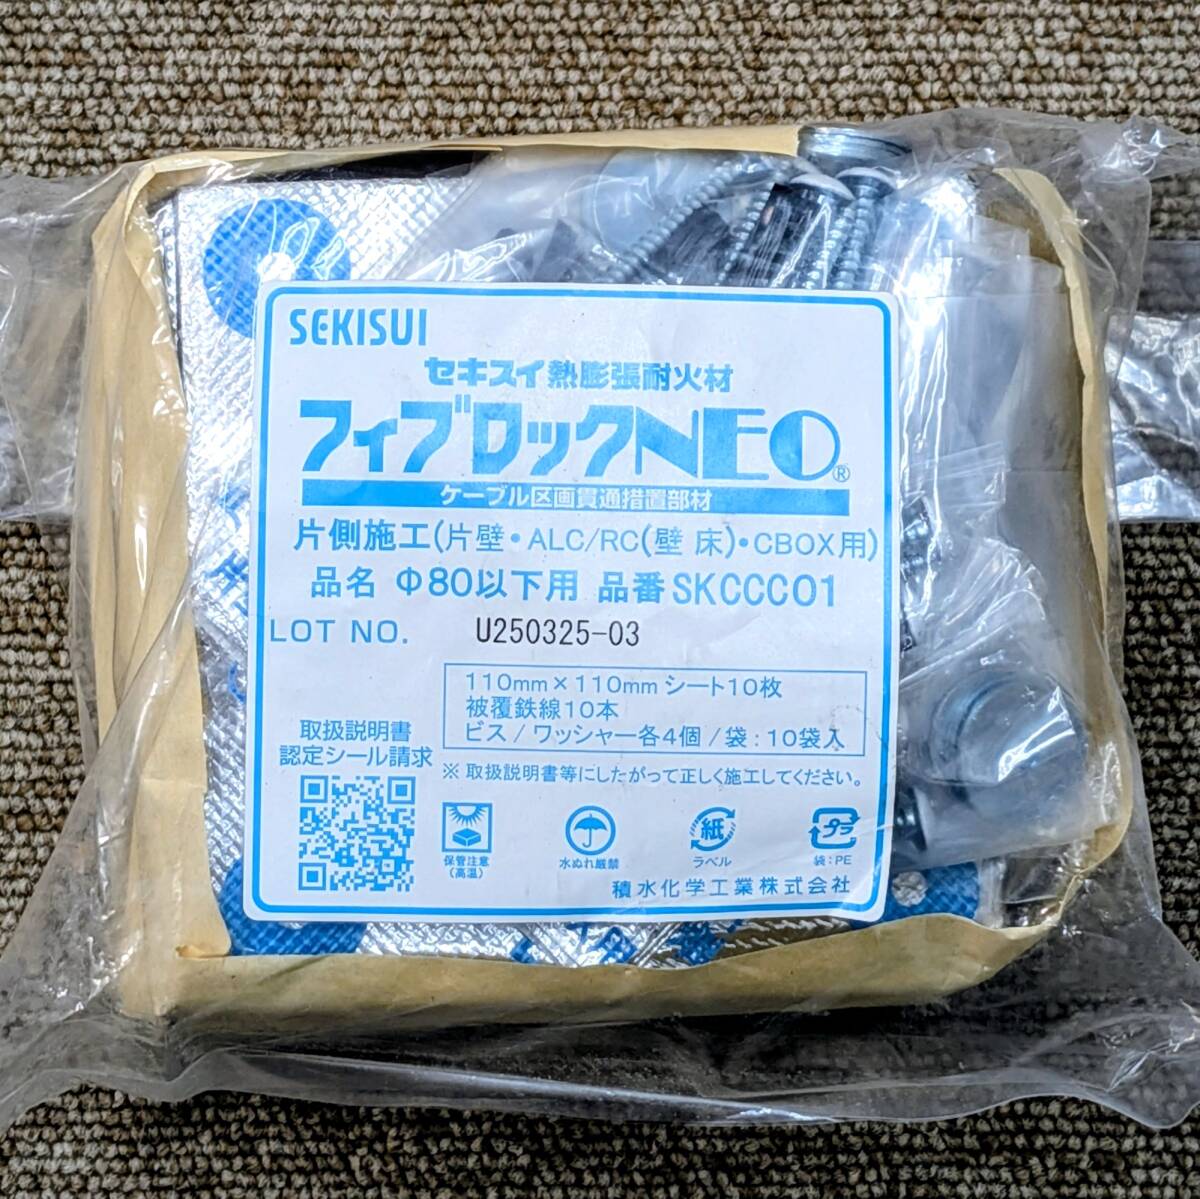 SEKISUI
セキスイ熱膨張耐火材
フィブロックNEO®
ケーブル区画貫通措置部材
片側施工(片壁・ALC/RC(壁 床)・CBOX用)
品名 Φ80以下用 品番 SKCCC01
LOT NO. U250325-03
110mm×110mm シート10枚
被覆鉄線10本
ビス/ワッシャー各4個/袋:10袋入
取扱説明書
認定シール請求
※取扱説明書等にしたがって正しく施工してください。
保管注意
(高温)
水ぬれ厳禁
紙
ラベル
プラ
袋:PE
積水化学工業株式会社